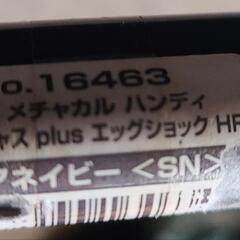 o.16463
メチャカル ハンディ
ャス plus エッグショック HF
ネイビー <SN>